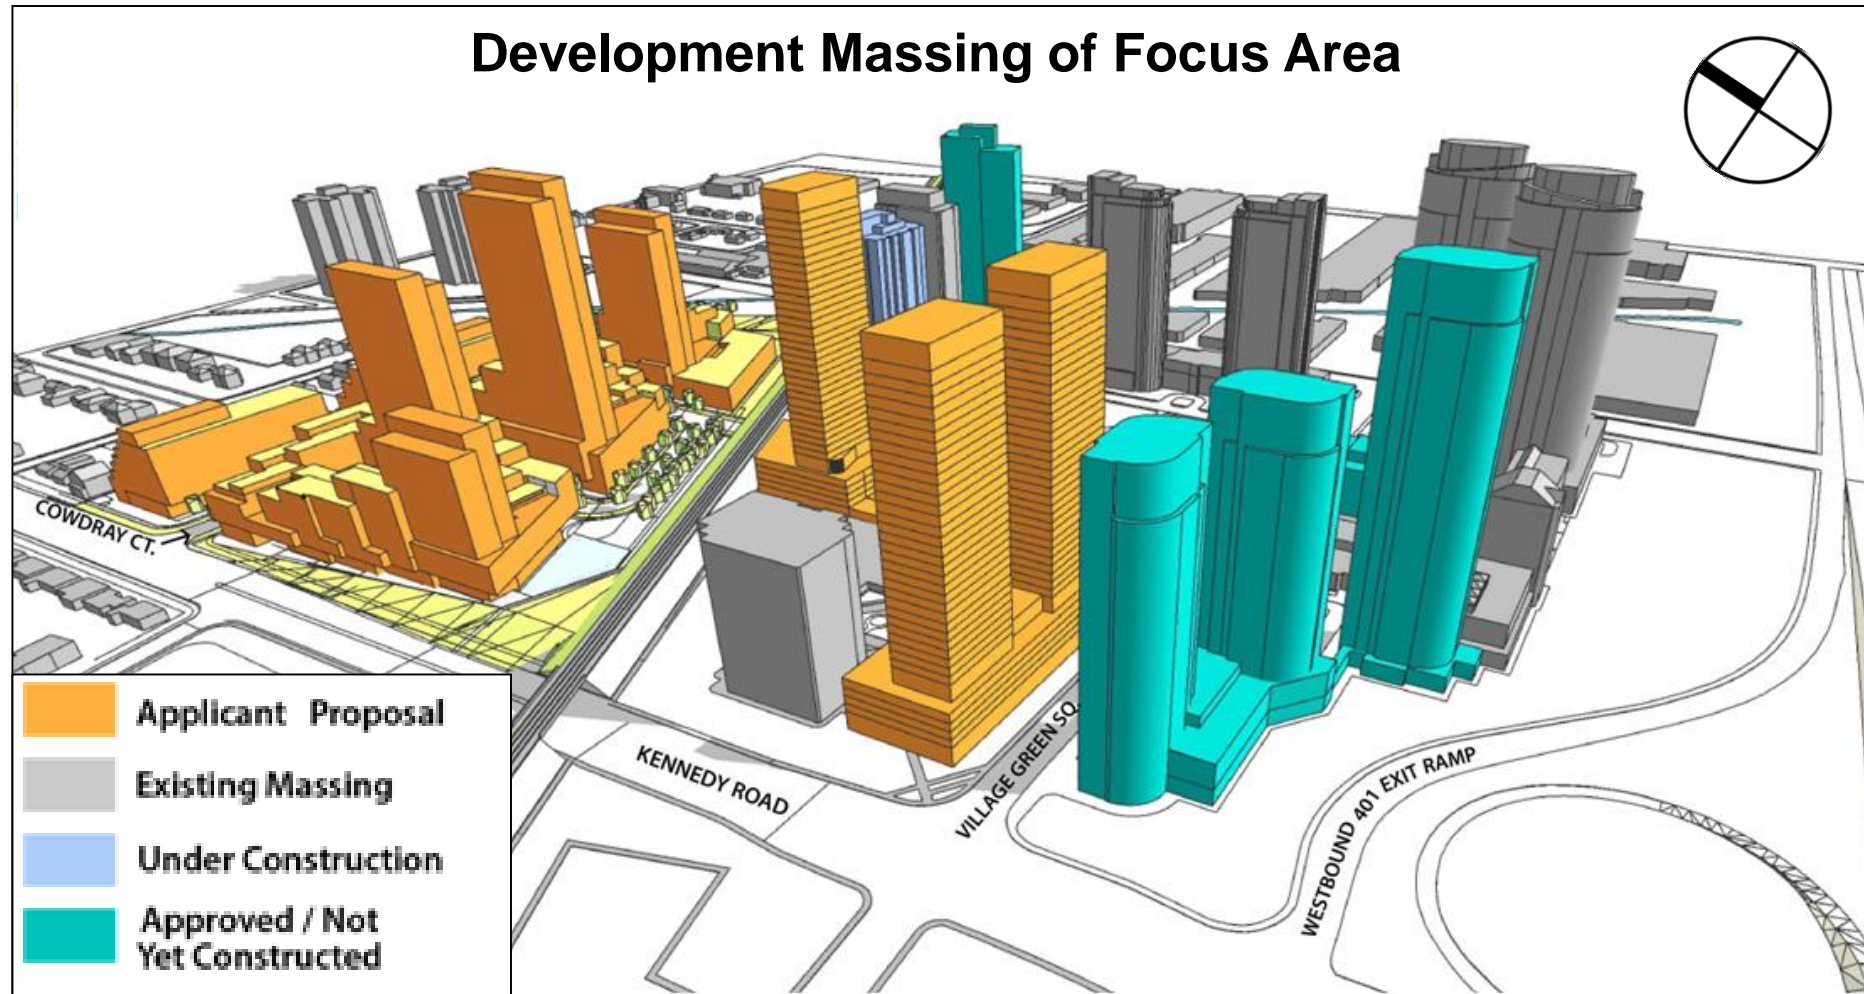 Development Massing of Focus Area
COWDRAY CT.
KENNEDY ROAD
VILLAGE GREEN SQ.
WESTBOUND 401 EXIT RAMP
Applicant Proposal
Existing Massing
Under Construction
Approved / Not
Yet Constructed